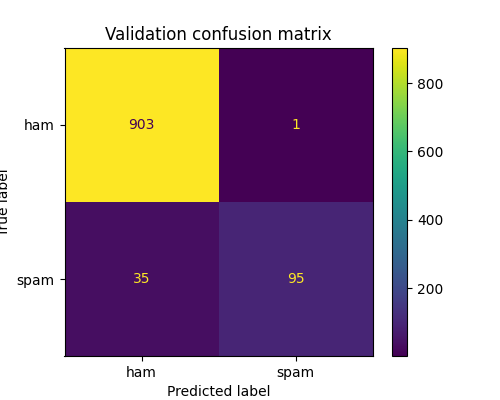 Validation confusion matrix
ham
903
1
800
600
True label
400
spam
35
95
200
ham
spam
Predicted label